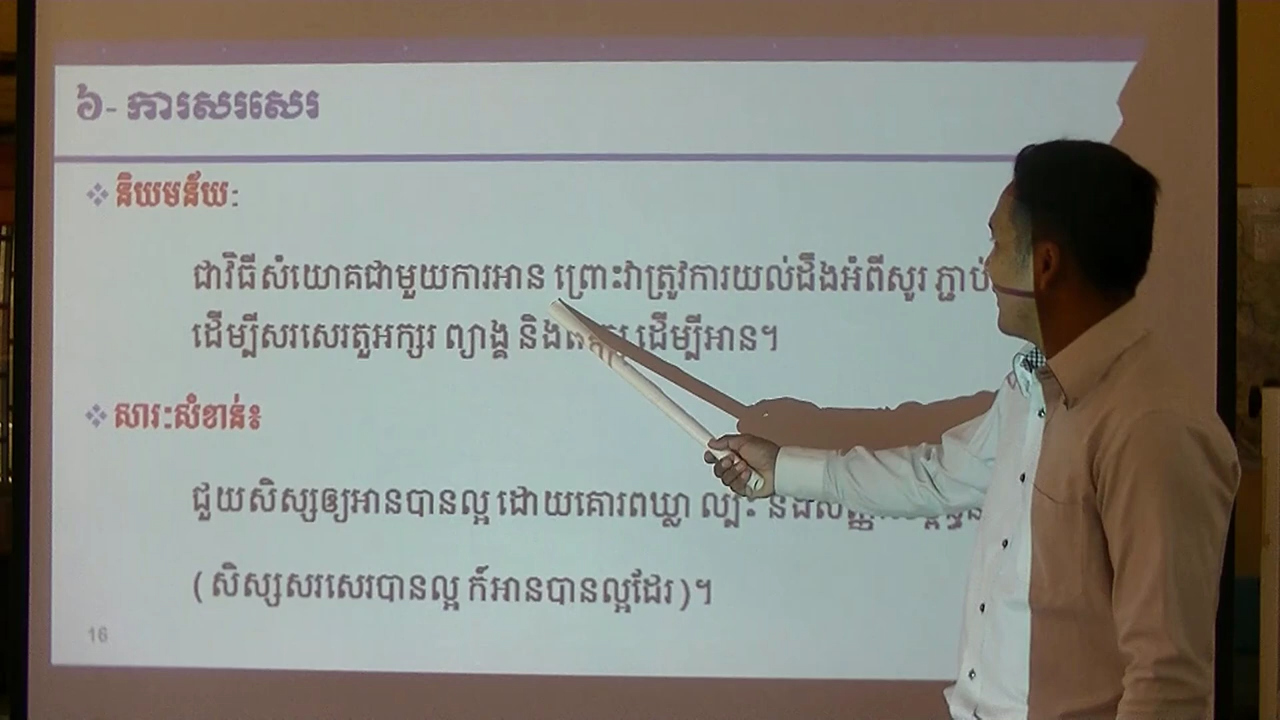 ៦- ការសរសេរ
និយមន័យៈ
ជាវិធីសំយោគជាមួយការអាន ព្រោះវាត្រូវការយល់ដឹងអំពីសូរ ភ្ជាប់
ដើម្បីសរសេរតួអក្សរ ព្យាង្គ និង ដើម្បីអាន។
សារៈសំខាន់៖
ជួយសិស្សឲ្យអានបានល្អ ដោយគោរពឃ្លា ល្បះ និង
( សិស្សសរសេរបានល្អ ក៍អានបានល្អដែរ )។
16